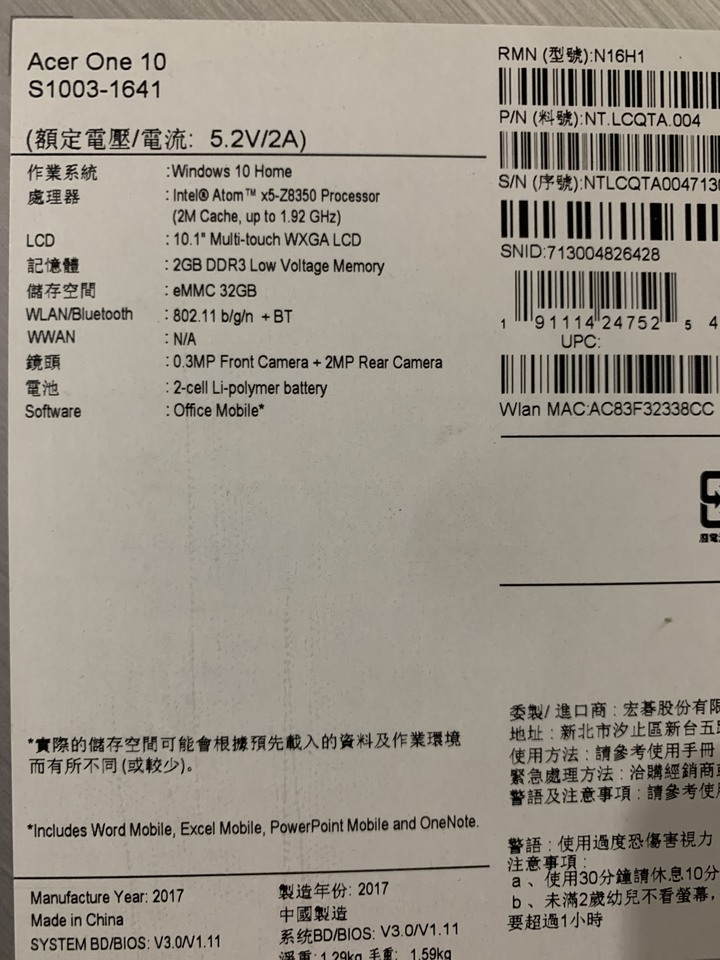 Acer One 10
S1003-1641
(額定電壓/電流: 5.2V/2A)
作業系統 :Windows 10 Home
處理器 : Intel® Atom™ x5-Z8350 Processor
(2M Cache, up to 1.92 GHz)
LCD : 10.1" Multi-touch WXGA LCD
記憶體 : 2GB DDR3 Low Voltage Memory
儲存空間 : eMMC 32GB
WLAN/Bluetooth : 802.11 b/g/n + BT
WWAN : N/A
鏡頭 : 0.3MP Front Camera + 2MP Rear Camera
電池 : 2-cell Li-polymer battery
Software : Office Mobile*
*實際的儲存空間可能會根據預先載入的資料及作業環境
而有所不同 (或較少)。
*Includes Word Mobile, Excel Mobile, PowerPoint Mobile and OneNote.
Manufacture Year: 2017
Made in China
SYSTEM BD/BIOS: V3.0/V1.11
製造年份: 2017
中國製造
系統BD/BIOS: V3.0/V1.11
淨重: 1.29kg 毛重: 1.59kg
RMN (型號):N16H1
P/N (料號):NT.LCQTA.004
S/N (序號):NTLCQTA004713
SNID:713004826428
1 91114 24752 5 4
UPC:
Wlan MAC:AC83F32338CC
廢電
委製/ 進口商 : 宏碁股份有限
地址 : 新北市汐止區新台五
使用方法 : 請參考使用手冊
緊急處理方法 : 洽購經銷商
警語及注意事項 : 請參考使
警語 : 使用過度恐傷害視力
注意事項 :
a 、 使用30分鐘請休息10分
b 、 未滿2歲幼兒不看螢幕,
要超過1小時